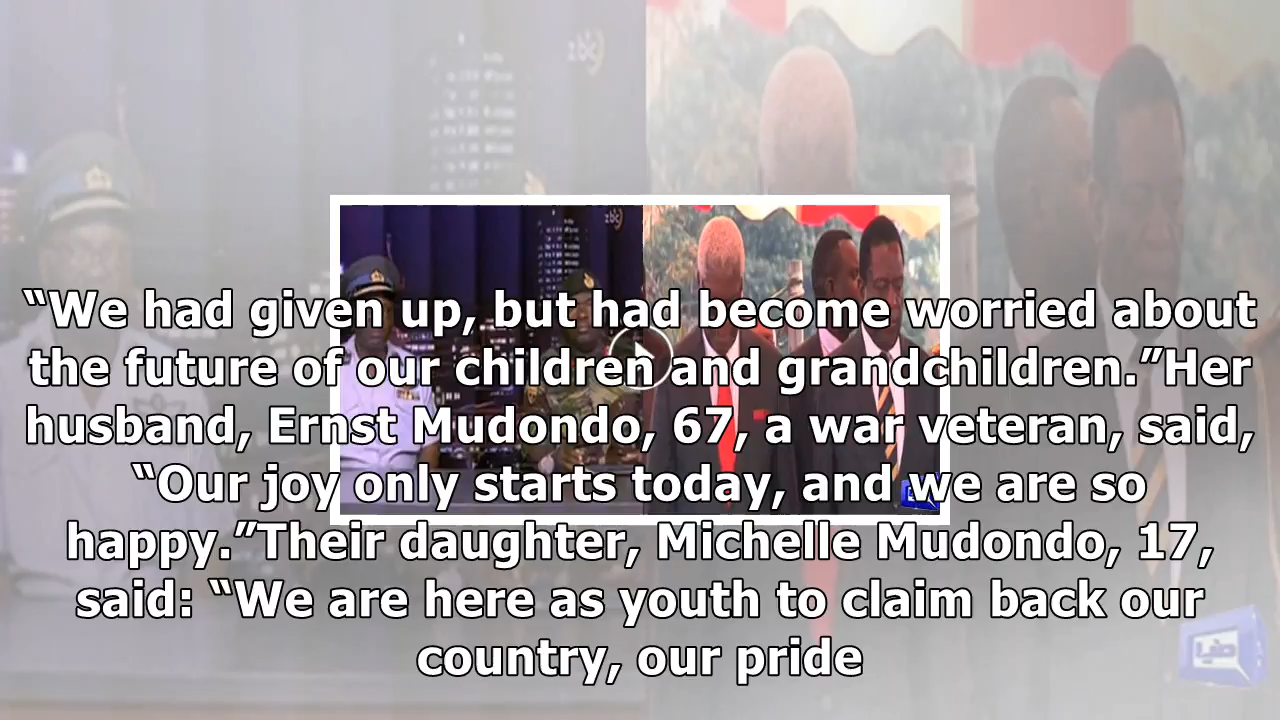 zbc
zbc
“We had given up, but had become worried about
the future of our children and grandchildren.”Her
husband, Ernst Mudondo, 67, a war veteran, said,
“Our joy only starts today, and we are so
happy.”Their daughter, Michelle Mudondo, 17,
said: “We are here as youth to claim back our
country, our pride